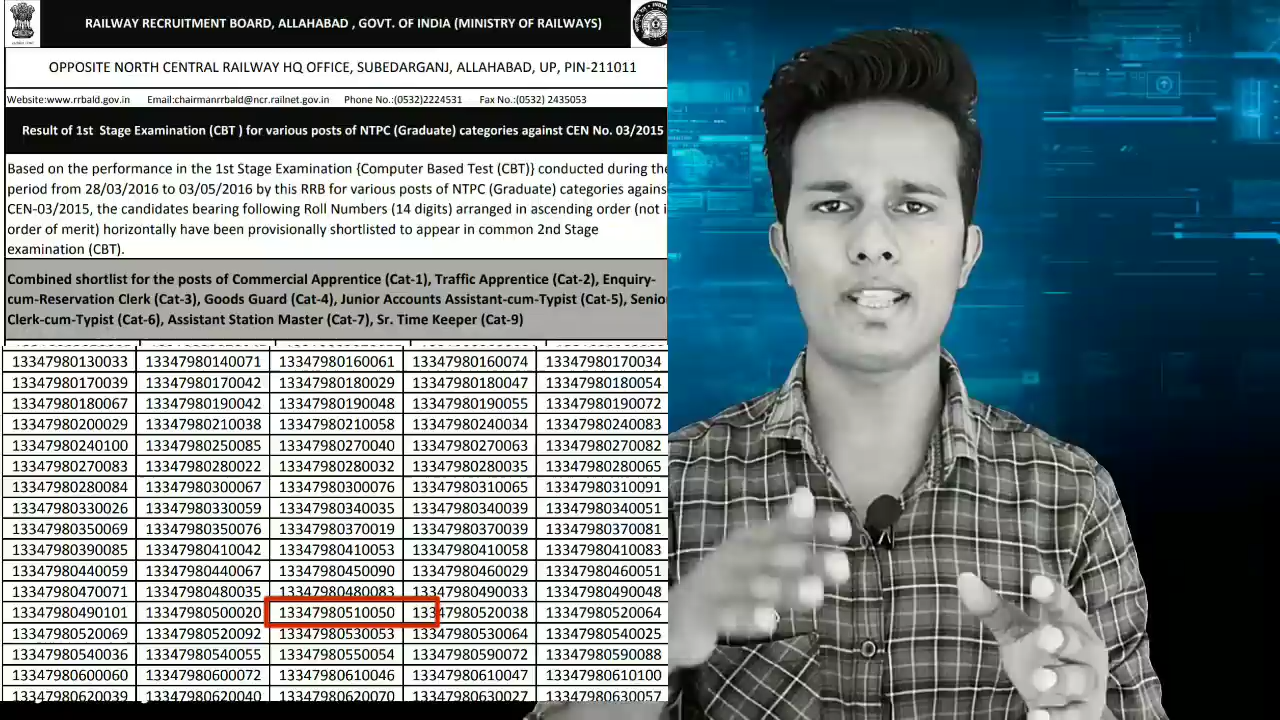 RAILWAY RECRUITMENT BOARD, ALLAHABAD , GOVT. OF INDIA (MINISTRY OF RAILWAYS)
OPPOSITE NORTH CENTRAL RAILWAY HQ OFFICE, SUBEDARGANJ, ALLAHABAD, UP, PIN-211011
Website:www.rrbald.gov.in Email:chairmanrrbald@ncr.railnet.gov.in Phone No.:(0532)2224531 Fax No.:(0532) 2435053
Result of 1st Stage Examination (CBT ) for various posts of NTPC (Graduate) categories against CEN No. 03/2015
Based on the performance in the 1st Stage Examination {Computer Based Test (CBT)} conducted during the
period from 28/03/2016 to 03/05/2016 by this RRB for various posts of NTPC (Graduate) categories agains
CEN-03/2015, the candidates bearing following Roll Numbers (14 digits) arranged in ascending order (not i
order of merit) horizontally have been provisionally shortlisted to appear in common 2nd Stage
examination (CBT).
Combined shortlist for the posts of Commercial Apprentice (Cat-1), Traffic Apprentice (Cat-2), Enquiry-
cum-Reservation Clerk (Cat-3), Goods Guard (Cat-4), Junior Accounts Assistant-cum-Typist (Cat-5), Senio
Clerk-cum-Typist (Cat-6), Assistant Station Master (Cat-7), Sr. Time Keeper (Cat-9)
13347980130033 13347980140071 13347980160061 13347980160074 13347980170034
13347980170039 13347980170042 13347980180029 13347980180047 13347980180054
13347980180067 13347980190042 13347980190048 13347980190055 13347980190072
13347980200029 13347980210038 13347980210058 13347980240034 13347980240083
13347980240100 13347980250085 13347980270040 13347980270063 13347980270082
13347980270083 13347980280022 13347980280032 13347980280035 13347980280065
13347980280084 13347980300067 13347980300076 13347980310065 13347980310091
13347980330026 13347980330059 13347980340035 13347980340039 13347980340051
13347980350069 13347980350076 13347980370019 13347980370039 13347980370081
13347980390085 13347980410042 13347980410053 13347980410058 13347980410083
13347980440059 13347980440067 13347980450090 13347980460029 13347980460051
13347980470071 13347980480035 13347980480083 13347980490033 13347980490048
13347980490101 13347980500020 13347980510050 13347980520038 13347980520064
13347980520069 13347980520092 13347980530053 13347980530064 13347980540025
13347980540036 13347980540055 13347980550054 13347980590072 13347980590088
13347980600060 13347980600072 13347980610046 13347980610047 13347980610100
13347980620039 13347980620040 13347980620070 13347980630027 13347980630057